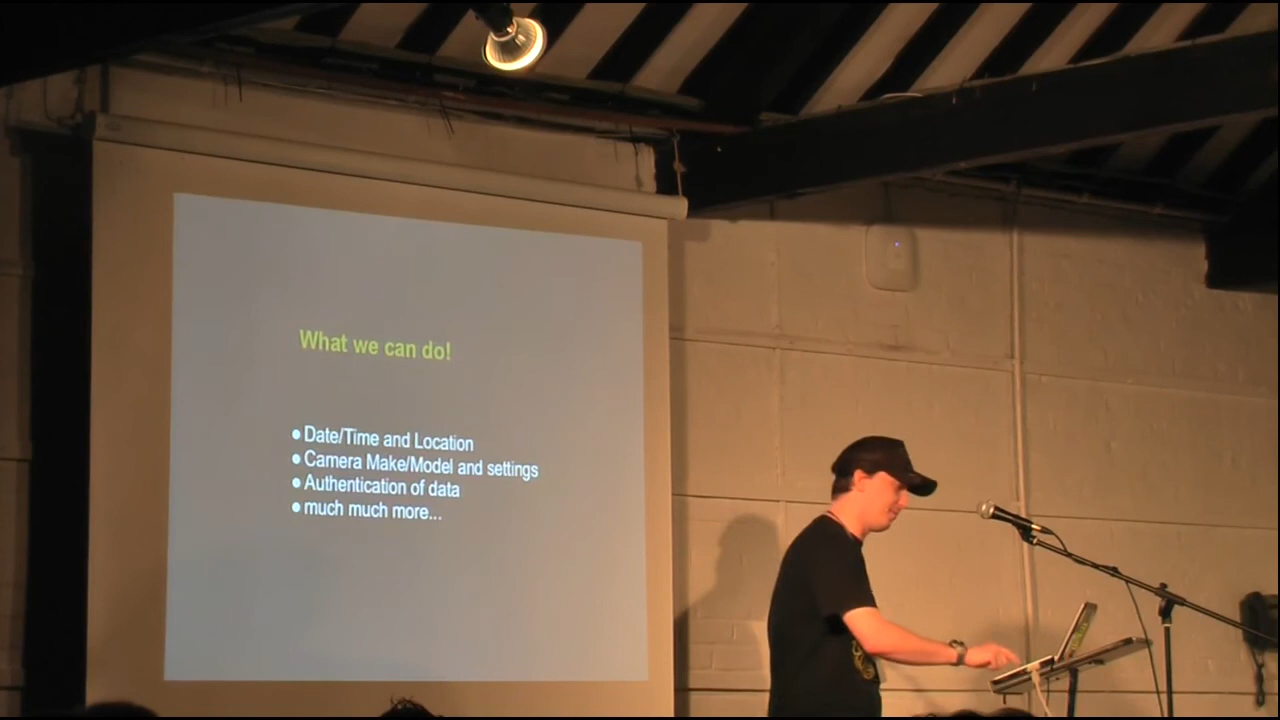 What we can do!
● Date/Time and Location
● Camera Make/Model and settings
● Authentication of data
● much much more...